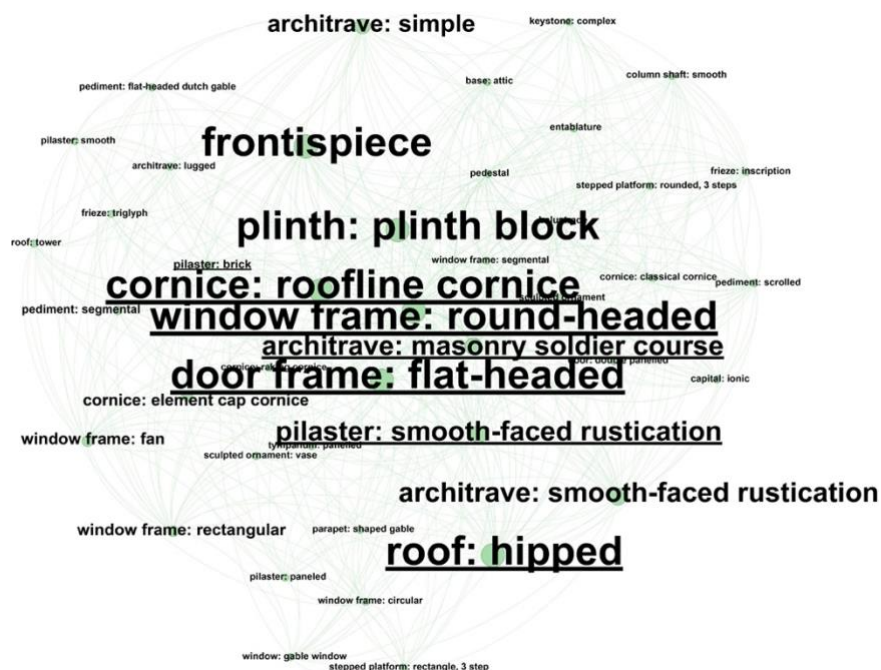 architrave: simple
keystone: complex
pediment: flat-headed dutch gable
base: attic
column shaft: smooth
pilaster: smooth
frontispiece
entablature
architrave: lugged
pedestal
frieze: inscription
stepped platform: rounded, 3 steps
frieze: triglyph
plinth: plinth block
roof: tower
pilaster: brick
window frame: segmental
cornice: roofline cornice
cornice: classical cornice
pediment: scrolled
pediment: segmental
window frame: round-headed
architrave: masonry soldier course
door frame: flat-headed
capital: ionic
cornice: element cap cornice
window frame: fan
pilaster: smooth-faced rustication
sculpted ornament: vase
architrave: smooth-faced rustication
window frame: rectangular
parapet: shaped gable
roof: hipped
pilaster: paneled
window frame: circular
window: gable window
stepped platform: rectangle, 3 step